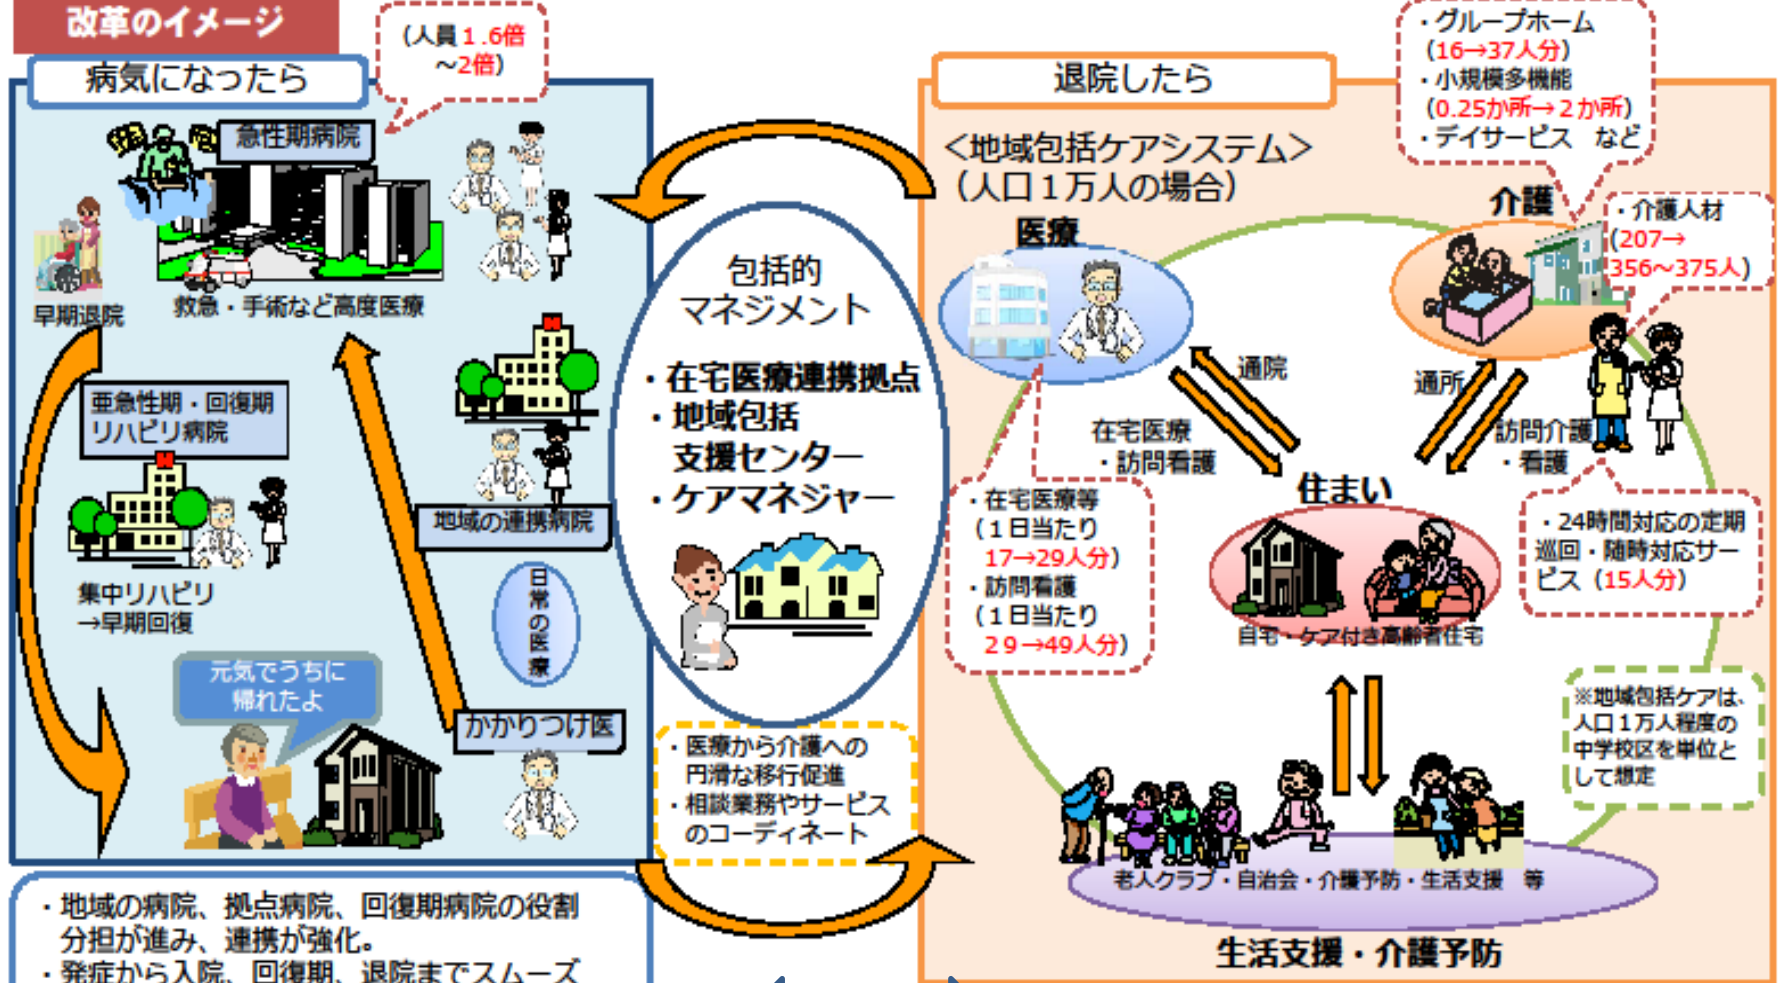 改革のイメージ
病気になったら
(人員1.6倍
～2倍)
急性期病院
救急・手術など高度医療
早期退院
亜急性期・回復期
リハビリ病院
集中リハビリ
→早期回復
地域の連携病院
日常の医療
元気でうちに
帰れたよ
かかりつけ医
・地域の病院、拠点病院、回復期病院の役割
分担が進み、連携が強化。
・発症から入院、回復期、退院までスムーズ
包括的
マネジメント
・在宅医療連携拠点
・地域包括
支援センター
・ケアマネジャー
・医療から介護への
円滑な移行促進
・相談業務やサービス
のコーディネート
退院したら
＜地域包括ケアシステム＞
(人口１万人の場合)
・グループホーム
(16→37人分)
・小規模多機能
(0.25か所→２か所)
・デイサービス　など
医療
介護
・介護人材
(207→
356～375人)
通院
在宅医療
・訪問看護
通所
訪問介護
・看護
・在宅医療等
(１日当たり
17→29人分)
・訪問看護
(１日当たり
29→49人分)
住まい
自宅・ケア付き高齢者住宅
・24時間対応の定期
巡回・随時対応サー
ビス (15人分)
※地域包括ケアは、
人口１万人程度の
中学校区を単位と
して想定
老人クラブ・自治会・介護予防・生活支援　等
生活支援・介護予防